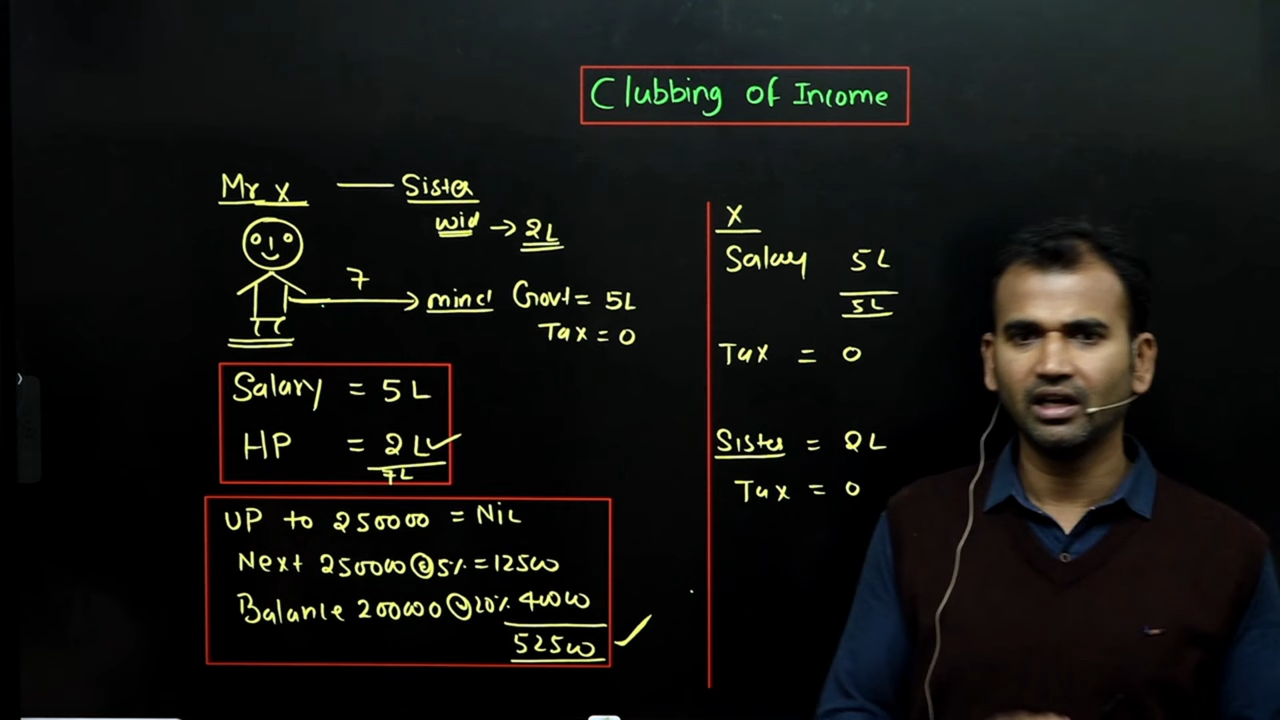 Clubbing of Income
Mr X — Sister
wid → 2L
7
mind Govt = 5L
Tax = 0
Salary = 5L
HP = 2L ✓
7L
UP to 250000 = NiL
Next 250000 @ 5% = 12500
Balance 200000 @ 20% 40000
52500 ✓
X
Salary 5L
5L
Tax = 0
Sister = 2L
Tax = 0